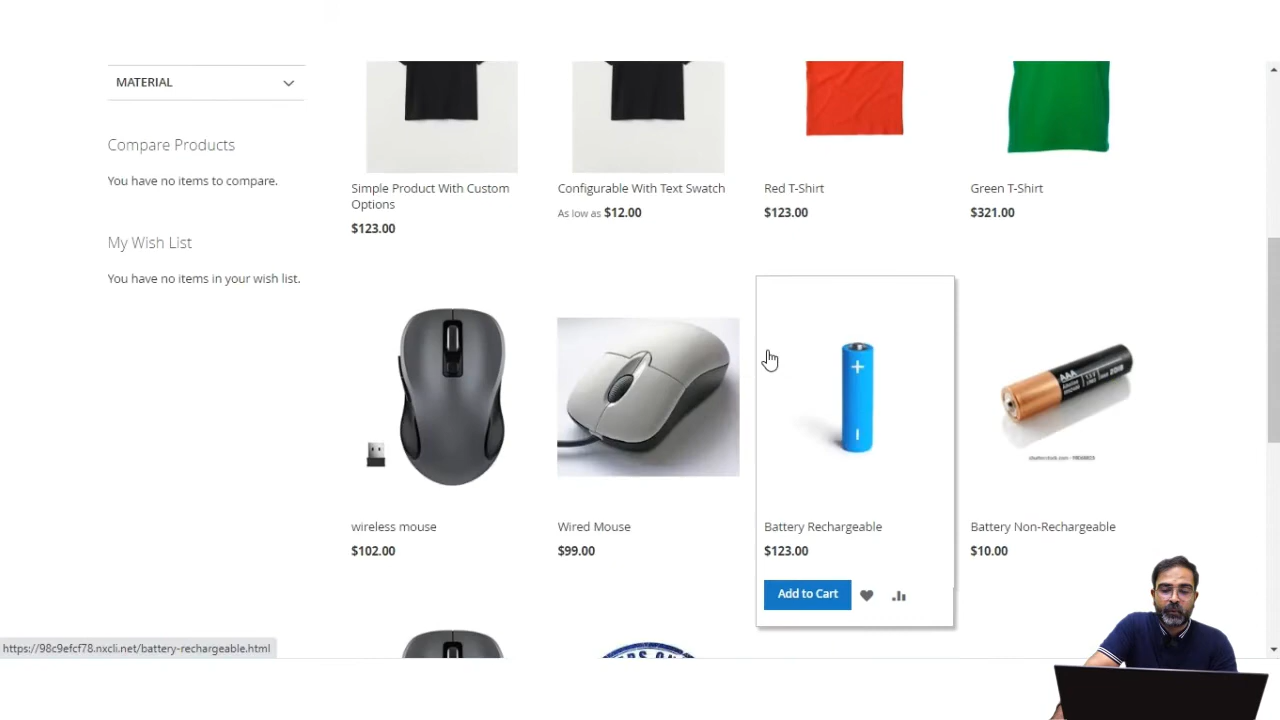 MATERIAL
Compare Products
You have no items to compare.
My Wish List
You have no items in your wish list.
Simple Product With Custom
Options
$123.00
Configurable With Text Swatch
As low as $12.00
Red T-Shirt
$123.00
Green T-Shirt
$321.00
AAA
wireless mouse
$102.00
Wired Mouse
$99.00
Battery Rechargeable
$123.00
Add to Cart
Battery Non-Rechargeable
$10.00
https://98c9efcf78.nxcli.net/battery-rechargeable.html